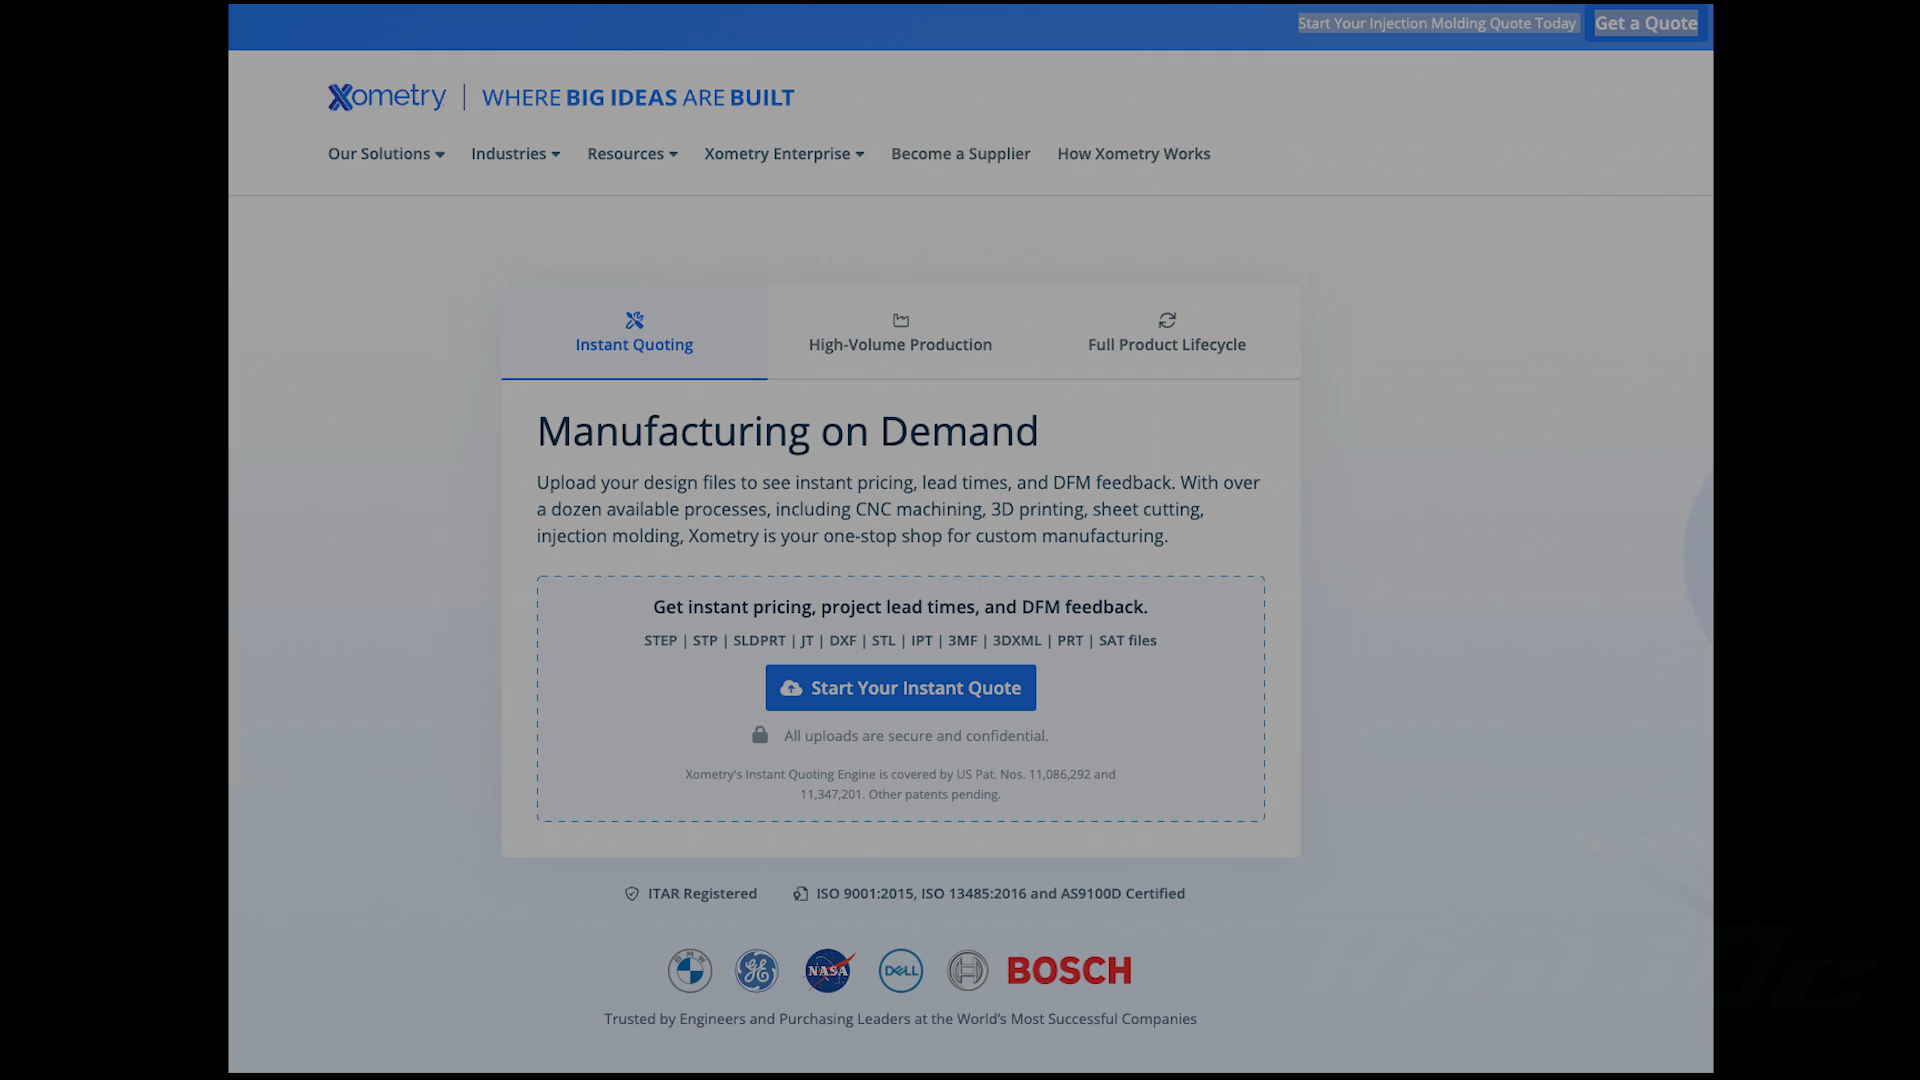 Start Your Injection Molding Quote Today Get a Quote
Xometry WHERE BIG IDEAS ARE BUILT
Our Solutions Industries Resources Xometry Enterprise Become a Supplier How Xometry Works
Instant Quoting High-Volume Production Full Product Lifecycle
Manufacturing on Demand
Upload your design files to see instant pricing, lead times, and DFM feedback. With over
a dozen available processes, including CNC machining, 3D printing, sheet cutting,
injection molding, Xometry is your one-stop shop for custom manufacturing.
Get instant pricing, project lead times, and DFM feedback.
STEP | STP | SLDPRT | JT | DXF | STL | IPT | 3MF | 3DXML | PRT | SAT files
Start Your Instant Quote
All uploads are secure and confidential.
Xometry's Instant Quoting Engine is covered by US Pat. Nos. 11,086,292 and
11,347,201. Other patents pending.
ITAR Registered ISO 9001:2015, ISO 13485:2016 and AS9100D Certified
BMW GE NASA DELL BOSCH
Trusted by Engineers and Purchasing Leaders at the World's Most Successful Companies